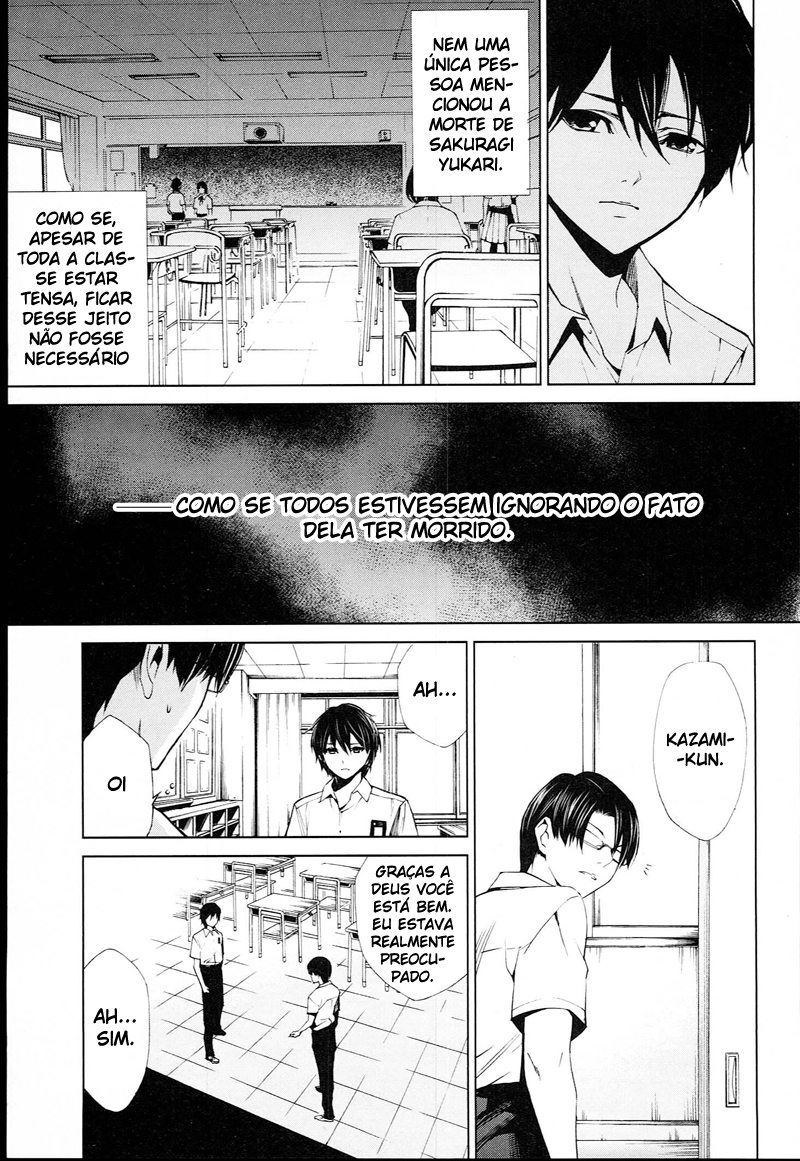 NEM UMA
ÚNICA PES-
SOA MEN-
CIONOU A
MORTE DE
SAKURAGI
YUKARI.
COMO SE,
APESAR DE
TODA A CLAS-
SE ESTAR
TENSA, FICAR
DESSE JEITO
NÃO FOSSE
NECESSÁRIO
——COMO SE TODOS ESTIVESSEM IGNORANDO O FATO
DELA TER MORRIDO.
KAZAMI-
-KUN.
AH...
OI
GRAÇAS A
DEUS VOCÊ
ESTÁ BEM.
EU ESTAVA
REALMENTE
PREOCU-
PADO.
AH...
SIM.